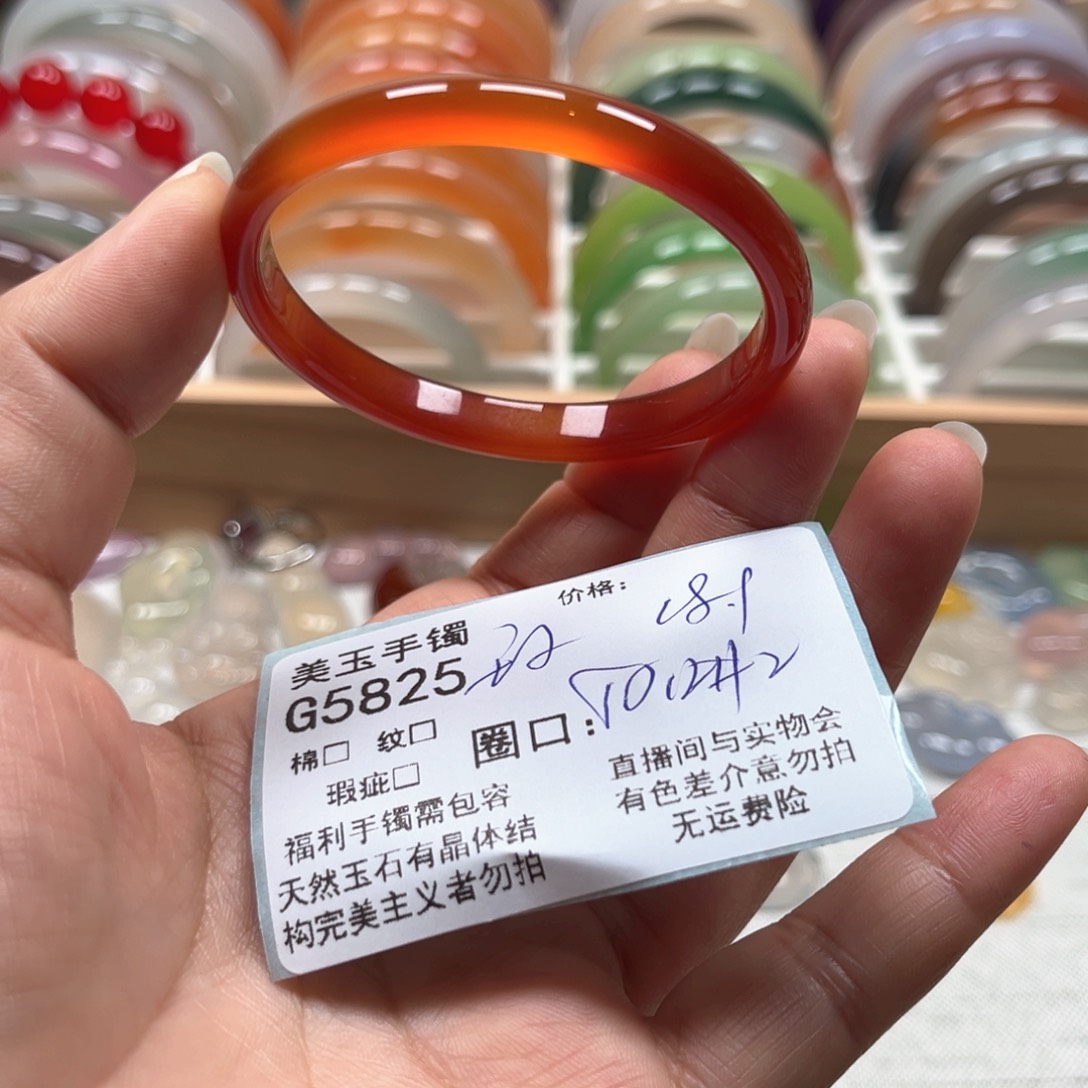 价格：
美玉手镯
G5825
棉□ 纹□
圈口：
瑕疵□
福利手镯需包容
天然玉石有晶体结
构完美主义者勿拍
直播间与实物会
有色差介意勿拍
无运费险